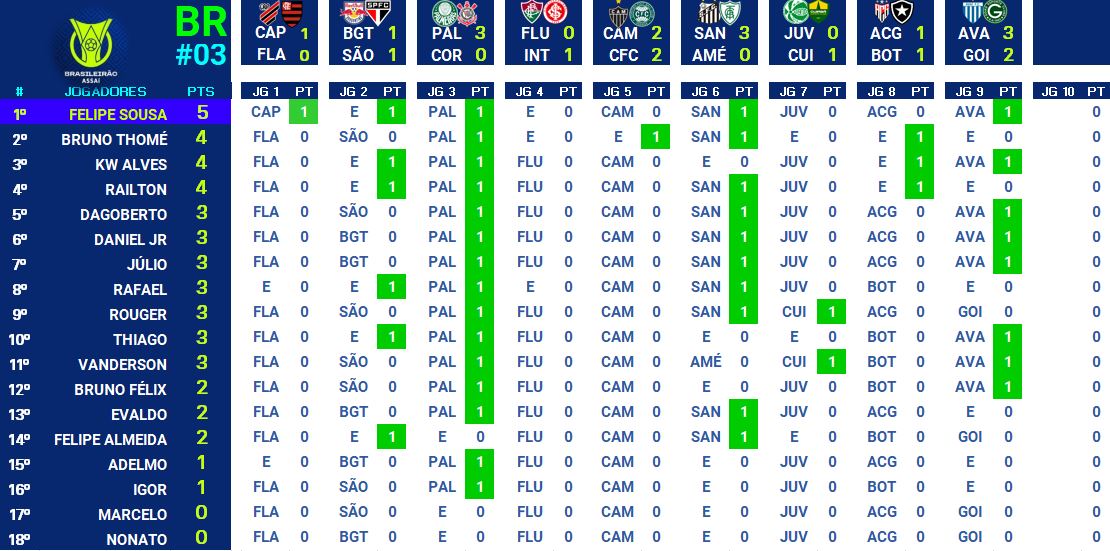 BRASILEIRÃO
ASSAÍ
BR
#03
SPFC
CAP 1 BGT 1 PAL 3 FLU 0 CAM 2 SAN 3 JUV 0 ACG 1 AVA 3
FLA 0 SÃO 1 COR 0 INT 1 CFC 2 AMÉ 0 CUI 1 BOT 1 GOI 2
# JOGADORES PTS JG 1 PT JG 2 PT JG 3 PT JG 4 PT JG 5 PT JG 6 PT JG 7 PT JG 8 PT JG 9 PT JG 10 PT
1º FELIPE SOUSA 5 CAP 1 E 1 PAL 1 E 0 CAM 0 SAN 1 JUV 0 ACG 0 AVA 1 0
2º BRUNO THOMÉ 4 FLA 0 SÃO 0 PAL 1 E 0 E 1 SAN 1 E 0 E 1 E 0 0
3º KW ALVES 4 FLA 0 E 1 PAL 1 FLU 0 CAM 0 E 0 JUV 0 E 1 AVA 1 0
4º RAILTON 4 FLA 0 E 1 PAL 1 FLU 0 CAM 0 SAN 1 JUV 0 E 1 E 0 0
5º DAGOBERTO 3 FLA 0 SÃO 0 PAL 1 FLU 0 CAM 0 SAN 1 JUV 0 ACG 0 AVA 1 0
6º DANIEL JR 3 FLA 0 BGT 0 PAL 1 FLU 0 CAM 0 SAN 1 JUV 0 ACG 0 AVA 1 0
7º JÚLIO 3 FLA 0 BGT 0 PAL 1 FLU 0 CAM 0 SAN 1 JUV 0 ACG 0 AVA 1 0
8º RAFAEL 3 E 0 E 1 PAL 1 E 0 CAM 0 SAN 1 JUV 0 BOT 0 E 0 0
9º ROUGER 3 FLA 0 SÃO 0 PAL 1 FLU 0 CAM 0 SAN 1 CUI 1 ACG 0 GOI 0 0
10º THIAGO 3 FLA 0 E 1 PAL 1 FLU 0 CAM 0 E 0 E 0 BOT 0 AVA 1 0
11º VANDERSON 3 FLA 0 SÃO 0 PAL 1 FLU 0 CAM 0 AMÉ 0 CUI 1 BOT 0 AVA 1 0
12º BRUNO FÉLIX 2 FLA 0 SÃO 0 PAL 1 FLU 0 CAM 0 E 0 JUV 0 BOT 0 AVA 1 0
13º EVALDO 2 FLA 0 BGT 0 PAL 1 FLU 0 CAM 0 SAN 1 JUV 0 ACG 0 E 0 0
14º FELIPE ALMEIDA 2 FLA 0 E 1 E 0 FLU 0 CAM 0 SAN 1 E 0 BOT 0 GOI 0 0
15º ADELMO 1 E 0 BGT 0 PAL 1 FLU 0 CAM 0 E 0 JUV 0 ACG 0 E 0 0
16º IGOR 1 FLA 0 SÃO 0 PAL 1 FLU 0 CAM 0 E 0 JUV 0 BOT 0 E 0 0
17º MARCELO 0 FLA 0 SÃO 0 E 0 FLU 0 CAM 0 E 0 JUV 0 ACG 0 GOI 0 0
18º NONATO 0 FLA 0 BGT 0 E 0 FLU 0 CAM 0 E 0 JUV 0 ACG 0 E 0 0